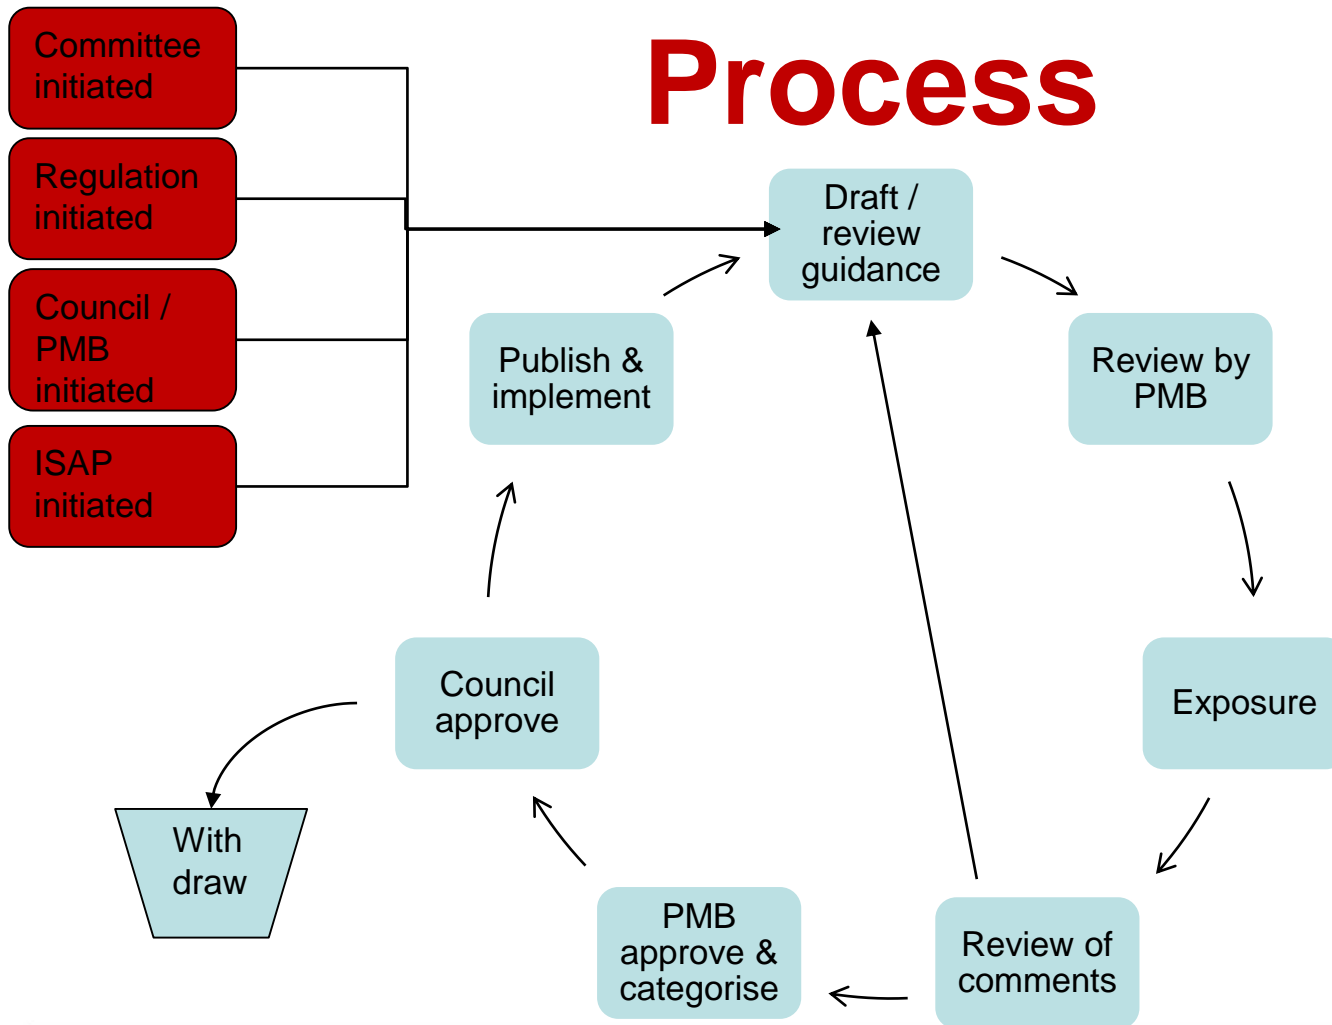 Process
Committee
initiated
Regulation
initiated
Council /
PMB
initiated
ISAP
initiated
Draft /
review
guidance
Review by
PMB
Exposure
Review of
comments
PMB
approve &
categorise
Council
approve
Publish &
implement
With
draw